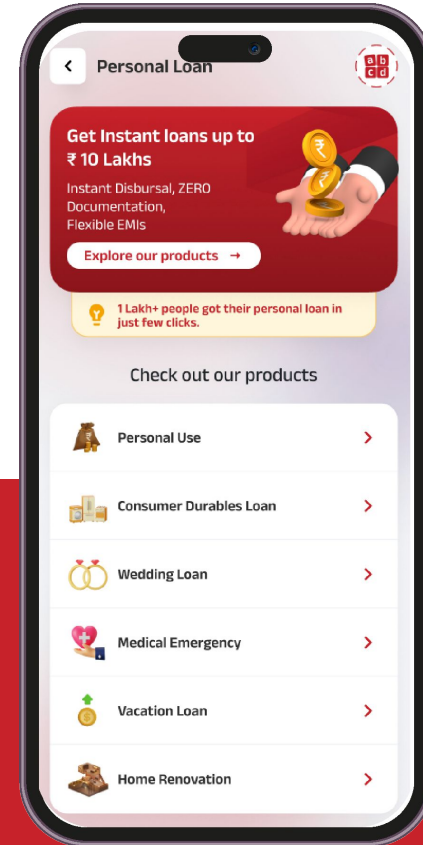 Personal Loan
a b
c d
Get Instant loans up to
₹ 10 Lakhs
Instant Disbursal, ZERO
Documentation,
Flexible EMIs
Explore our products →
1 Lakh+ people got their personal loan in
just few clicks.
Check out our products
Personal Use
Consumer Durables Loan
Wedding Loan
Medical Emergency
Vacation Loan
Home Renovation